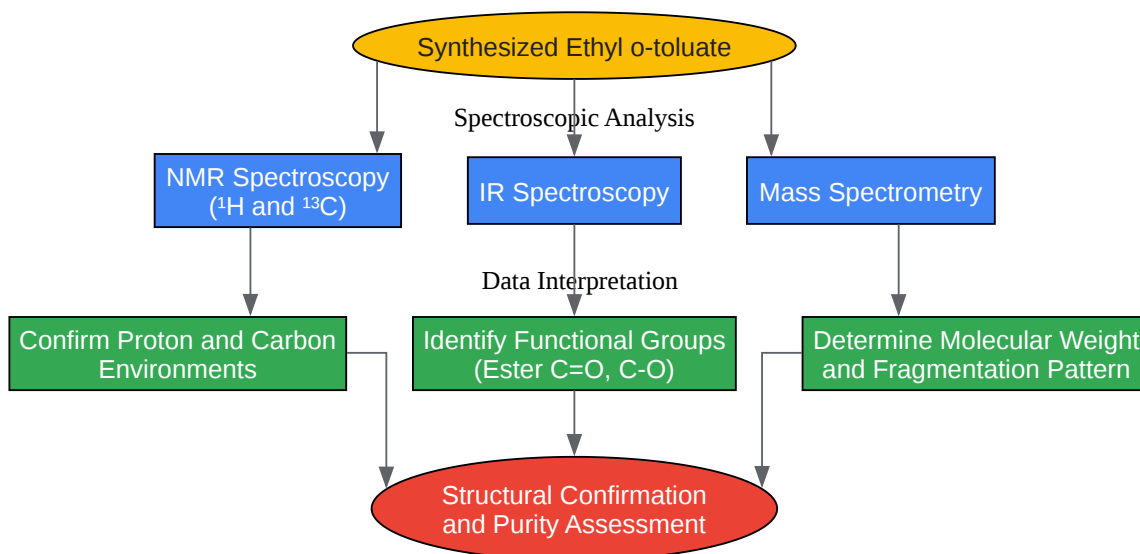 Synthesized Ethyl o-toluate
Spectroscopic Analysis
NMR Spectroscopy
(¹H and ¹³C)
IR Spectroscopy
Mass Spectrometry
Data Interpretation
Confirm Proton and Carbon
Environments
Identify Functional Groups
(Ester C=O, C-O)
Determine Molecular Weight
and Fragmentation Pattern
Structural Confirmation
and Purity Assessment